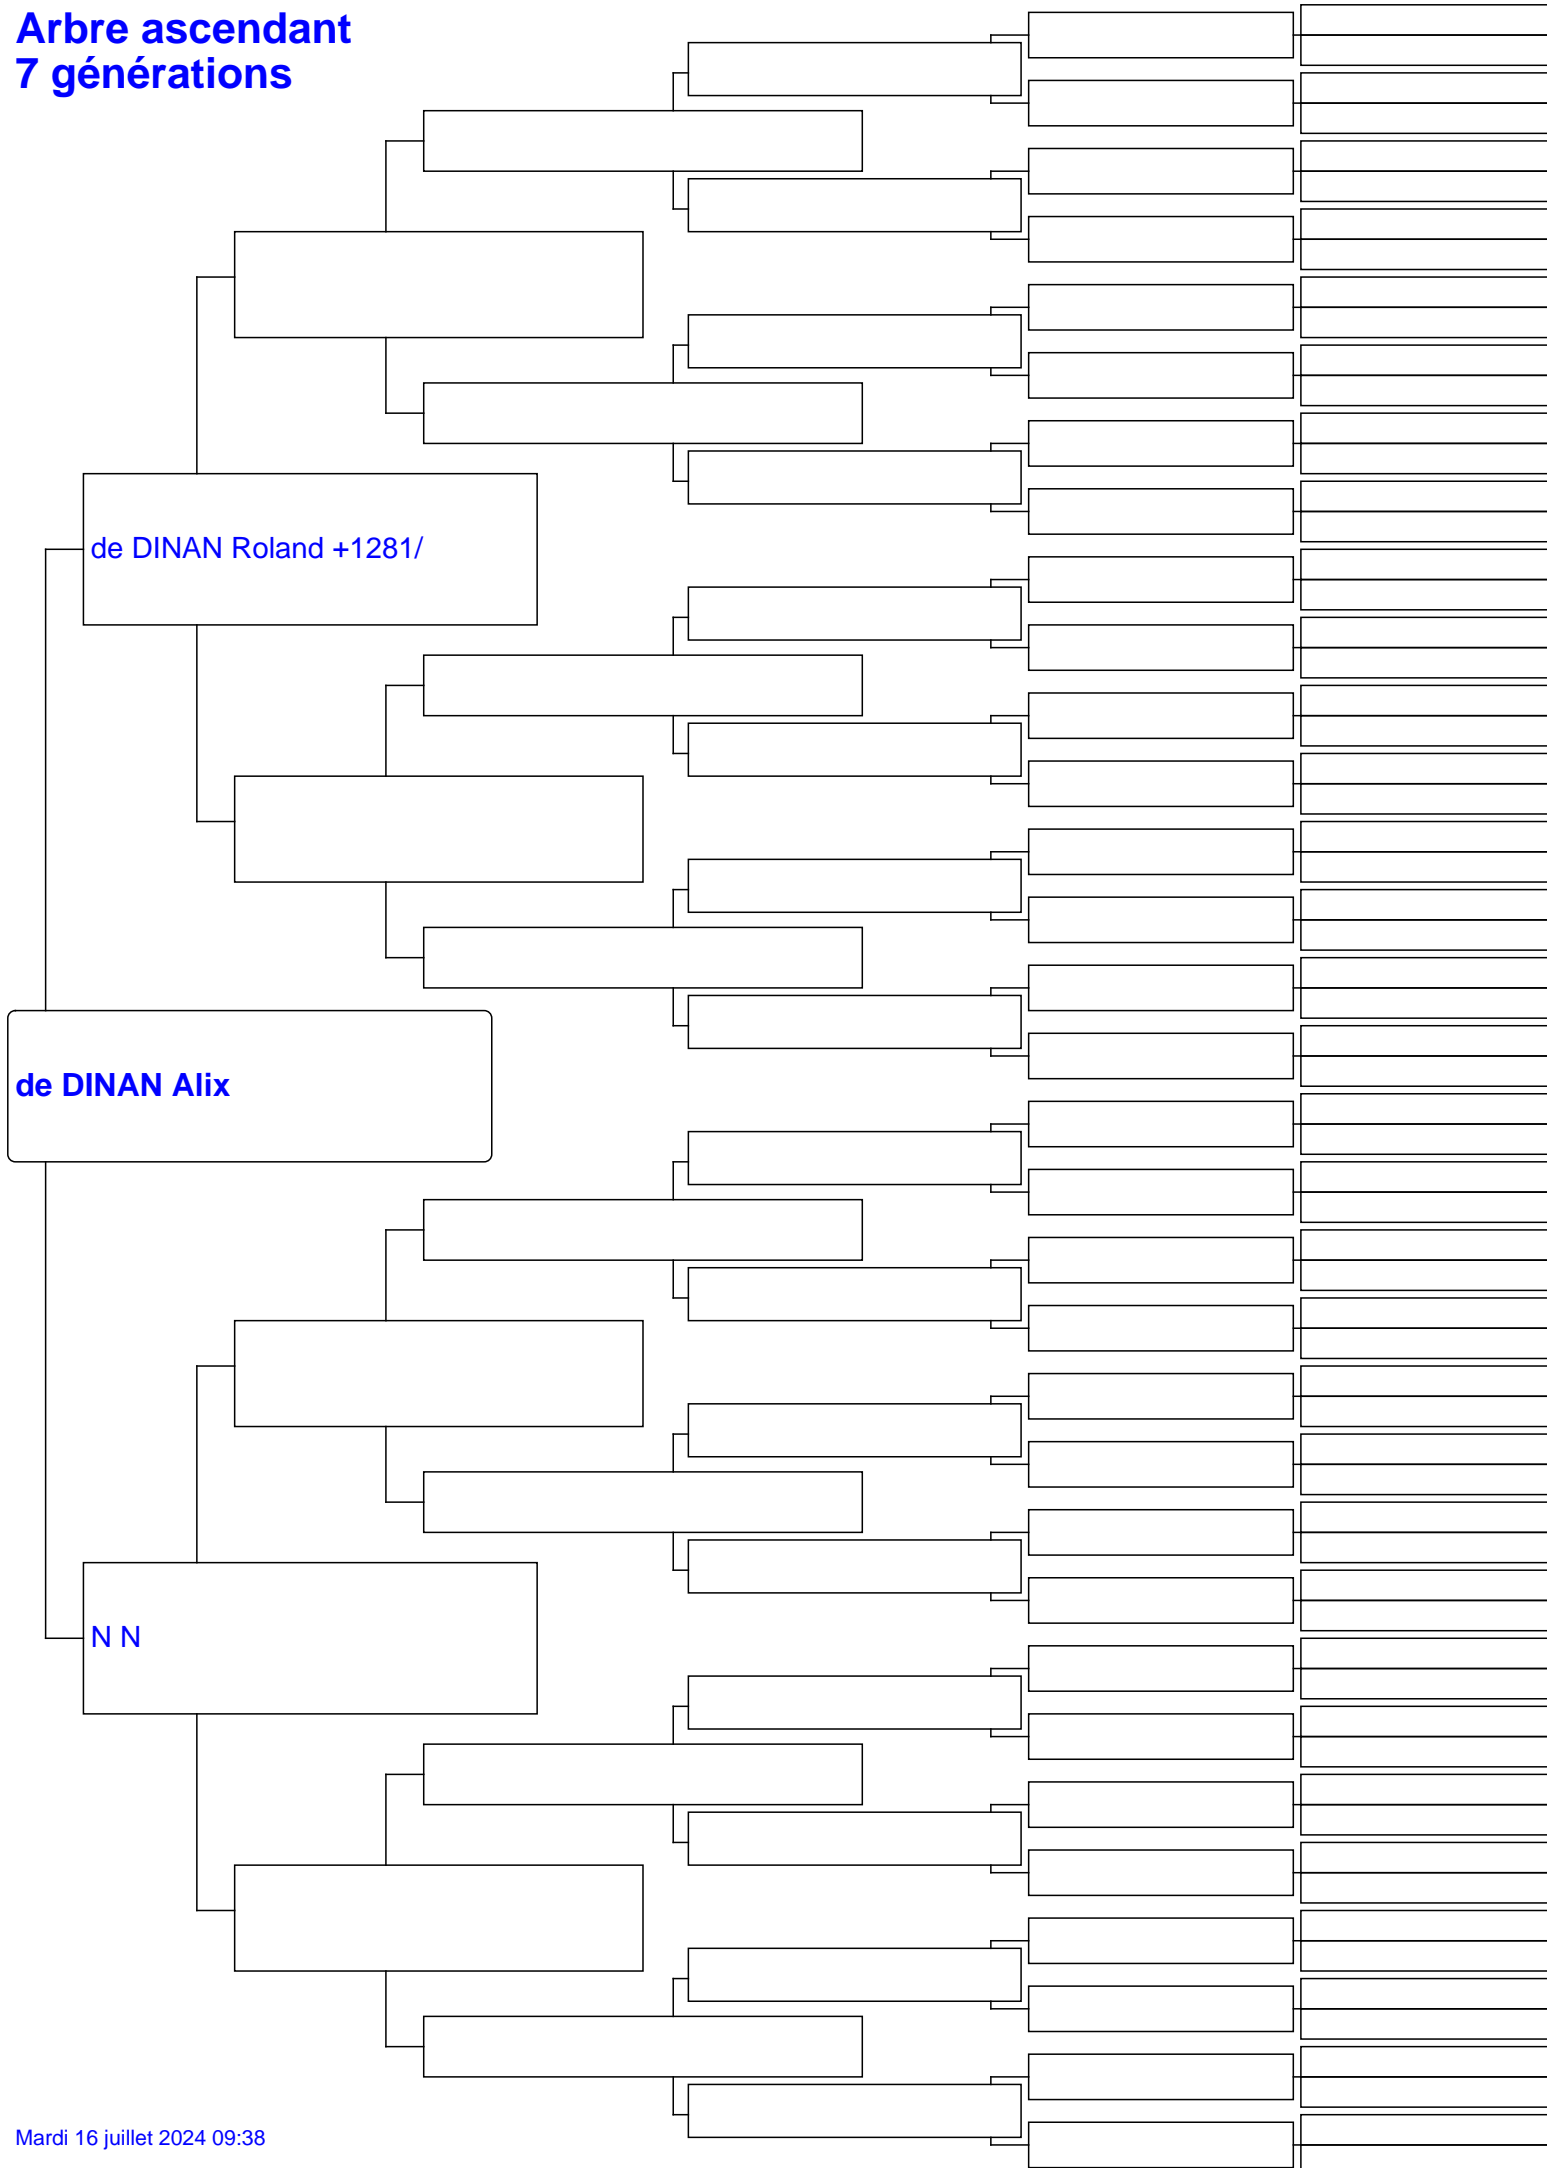 Arbre ascendant
7 générations
de DINAN Roland +1281/
de DINAN Alix
N N
Mardi 16 juillet 2024 09:38